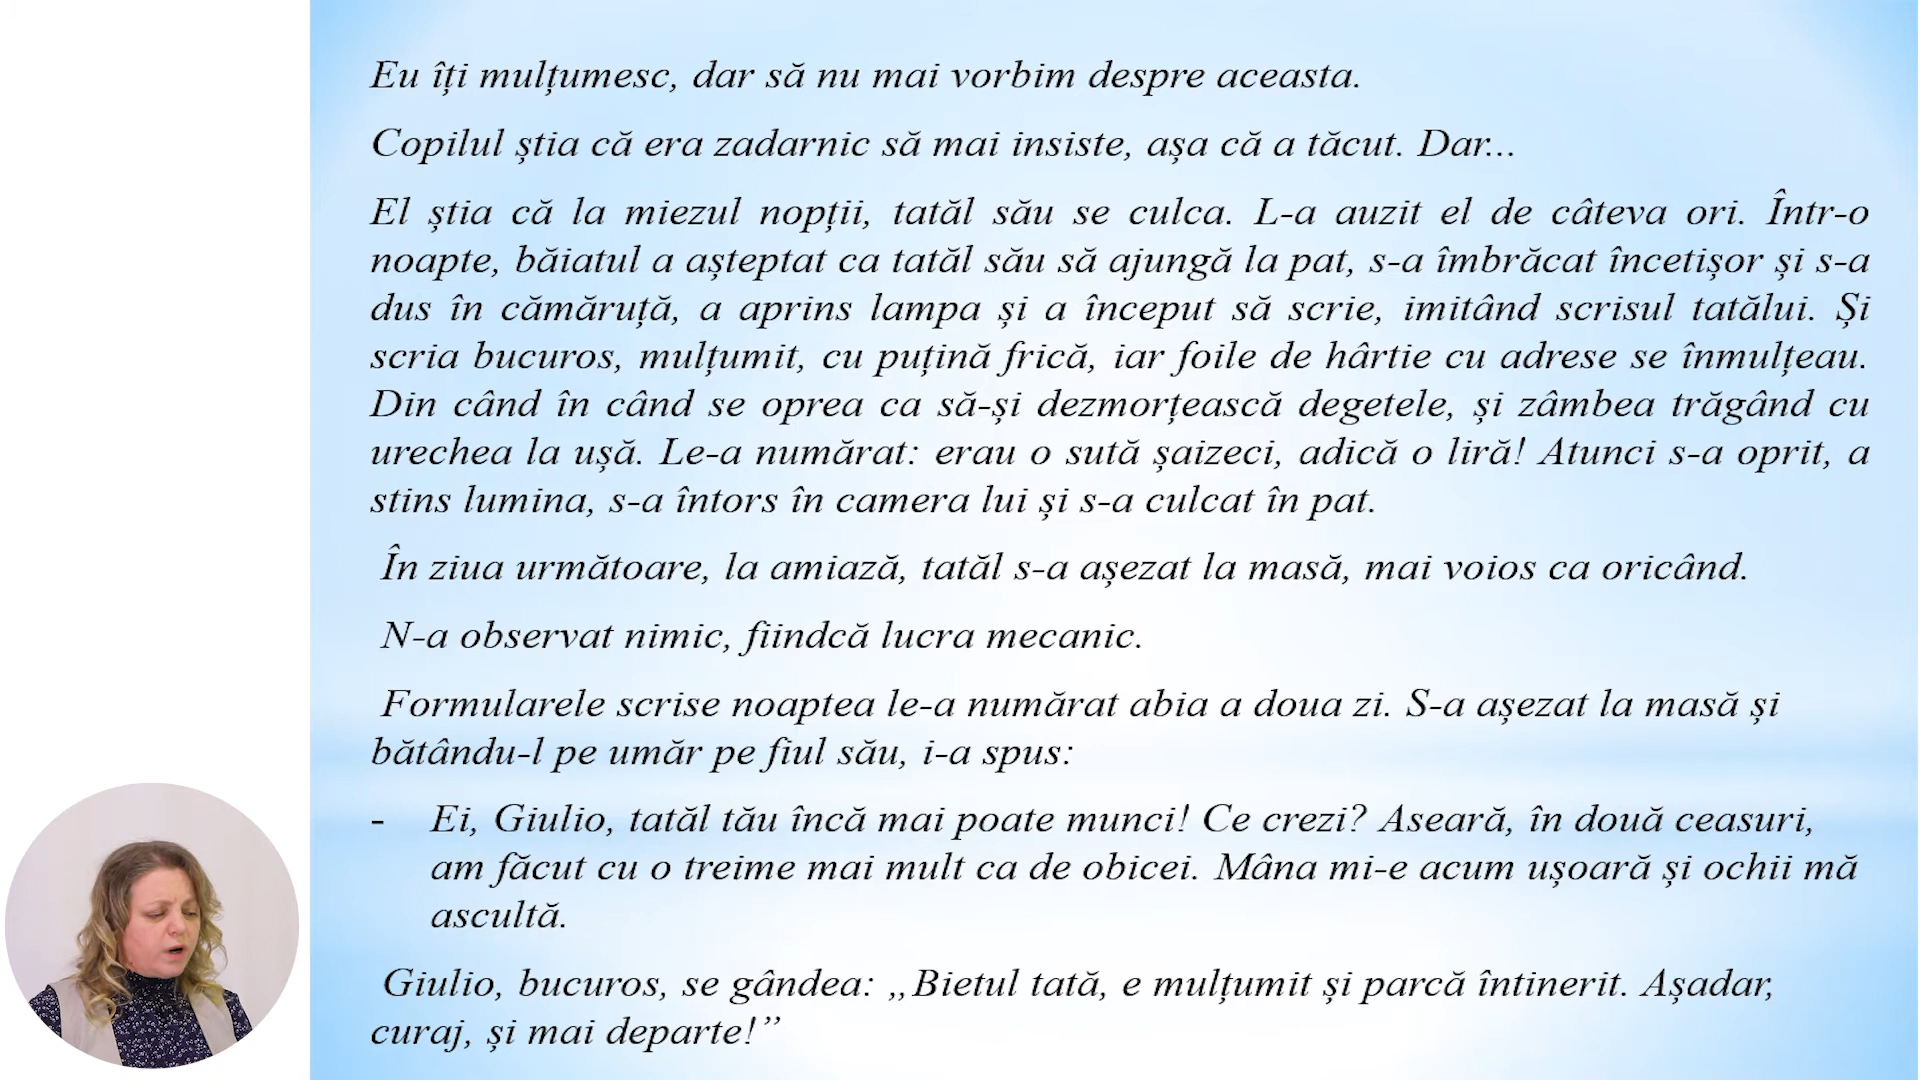 Eu îți mulțumesc, dar să nu mai vorbim despre aceasta.
Copilul știa că era zadarnic să mai insiste, așa că a tăcut. Dar...
El știa că la miezul nopții, tatăl său se culca. L-a auzit el de câteva ori. Într-o
noapte, băiatul a așteptat ca tatăl său să ajungă la pat, s-a îmbrăcat încetișor și s-a
dus în cămăruță, a aprins lampa și a început să scrie, imitând scrisul tatălui. Și
scria bucuros, mulțumit, cu puțină frică, iar foile de hârtie cu adrese se înmulțeau.
Din când în când se oprea ca să-și dezmorțească degetele, și zâmbea trăgând cu
urechea la ușă. Le-a numărat: erau o sută șaizeci, adică o liră! Atunci s-a oprit, a
stins lumina, s-a întors în camera lui și s-a culcat în pat.
În ziua următoare, la amiază, tatăl s-a așezat la masă, mai voios ca oricând.
N-a observat nimic, fiindcă lucra mecanic.
Formularele scrise noaptea le-a numărat abia a doua zi. S-a așezat la masă și
bătându-l pe umăr pe fiul său, i-a spus:
- Ei, Giulio, tatăl tău încă mai poate munci! Ce crezi? Aseară, în două ceasuri,
am făcut cu o treime mai mult ca de obicei. Mâna mi-e acum ușoară și ochii mă
ascultă.
Giulio, bucuros, se gândea: „Bietul tată, e mulțumit și parcă întinerit. Așadar,
curaj, și mai departe!”